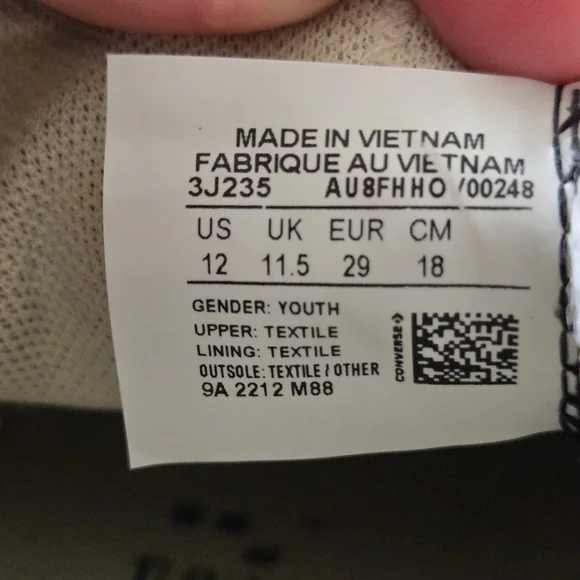 MADE IN VIETNAM
FABRIQUE AU VIETNAM
3J235 AU8FHHO /00248
US UK EUR CM
12 11.5 29 18
GENDER: YOUTH
UPPER: TEXTILE
LINING: TEXTILE
OUTSOLE: TEXTILE / OTHER
9A 2212 M88
CONVERSE